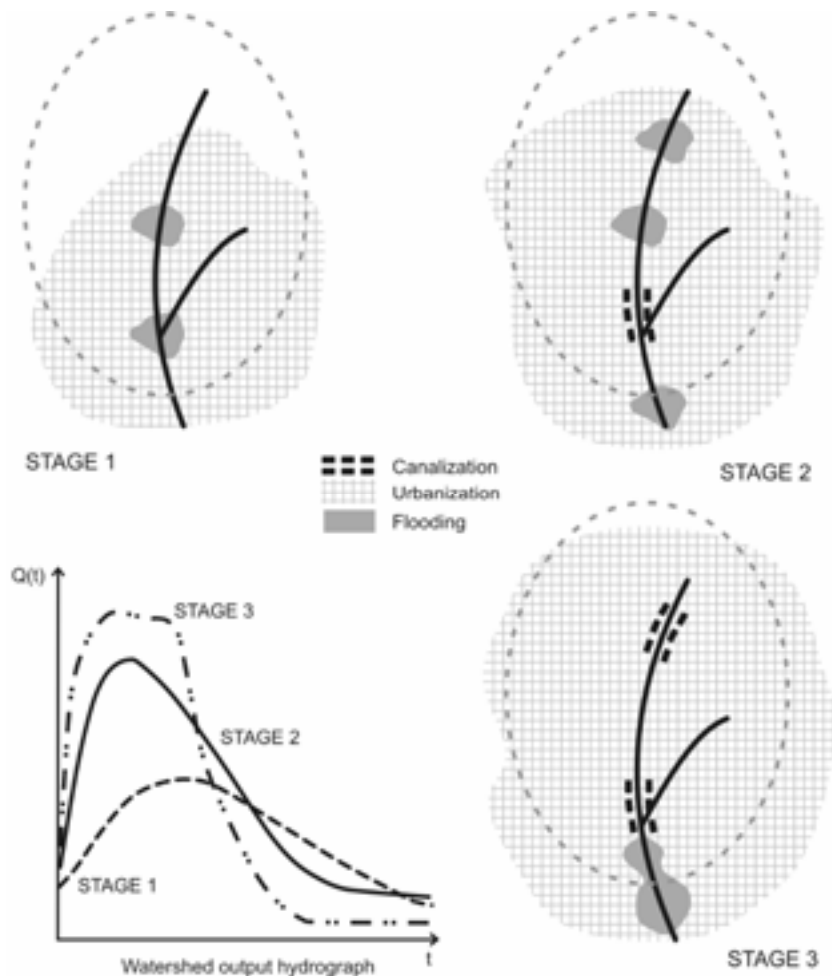 STAGE 1
STAGE 2
Canalization
Urbanization
Flooding
Q(t)
STAGE 3
STAGE 2
STAGE 1
t
Watershed output hydrograph
STAGE 3